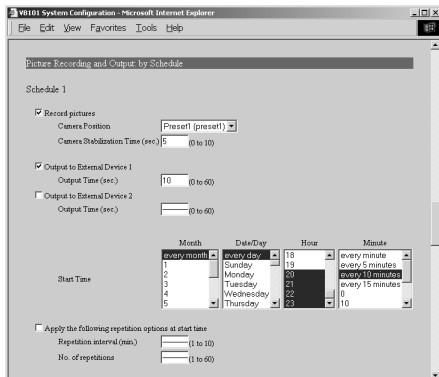 VB101 System Configuration - Microsoft Internet Explorer
File Edit View Favorites Tools Help
Picture Recording and Output: by Schedule
Schedule 1
Record pictures
Camera Position Preset1 (preset1)
Camera Stabilization Time (sec.) 5 (0 to 10)
Output to External Device 1
Output Time (sec.) 10 (0 to 60)
Output to External Device 2
Output Time (sec.) (0 to 60)
Month Date/Day Hour Minute
every month every day 18 every minute
1 Sunday 19 every 5 minutes
2 Monday 20 every 10 minutes
Start Time 3 Tuesday 21 every 15 minutes
4 Wednesday 22 0
5 Thursday 23 10
Apply the following repetition options at start time
Repetition interval (min.) (1 to 10)
No. of repetitions (1 to 60)